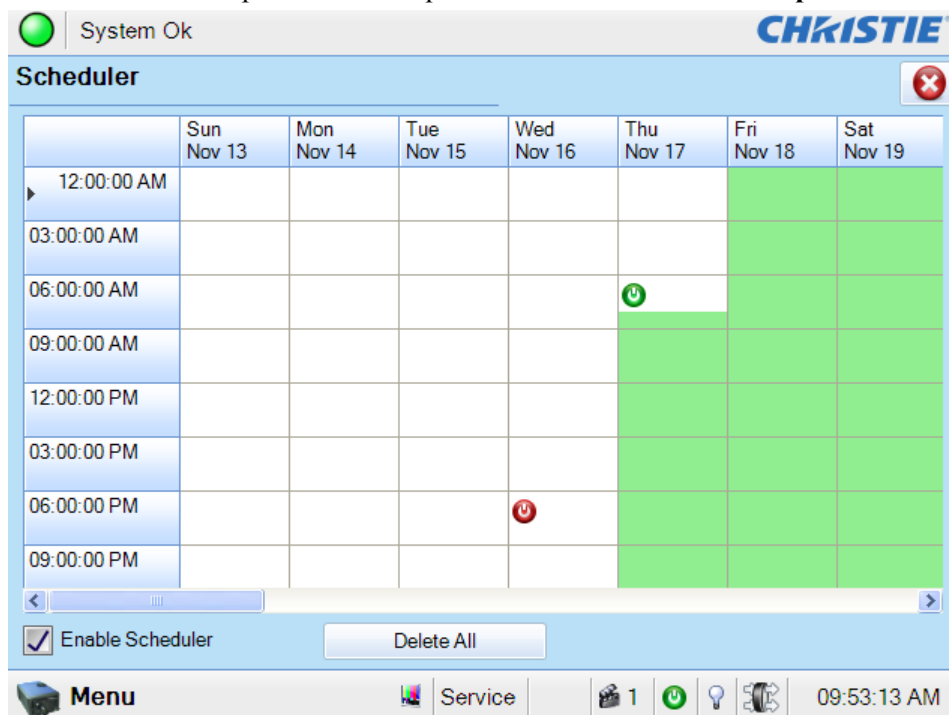 System Ok
CHRISTIE
Scheduler
Sun Nov 13
Mon Nov 14
Tue Nov 15
Wed Nov 16
Thu Nov 17
Fri Nov 18
Sat Nov 19
12:00:00 AM
03:00:00 AM
06:00:00 AM
09:00:00 AM
12:00:00 PM
03:00:00 PM
06:00:00 PM
09:00:00 PM
Enable Scheduler
Delete All
Menu
Service
1
09:53:13 AM